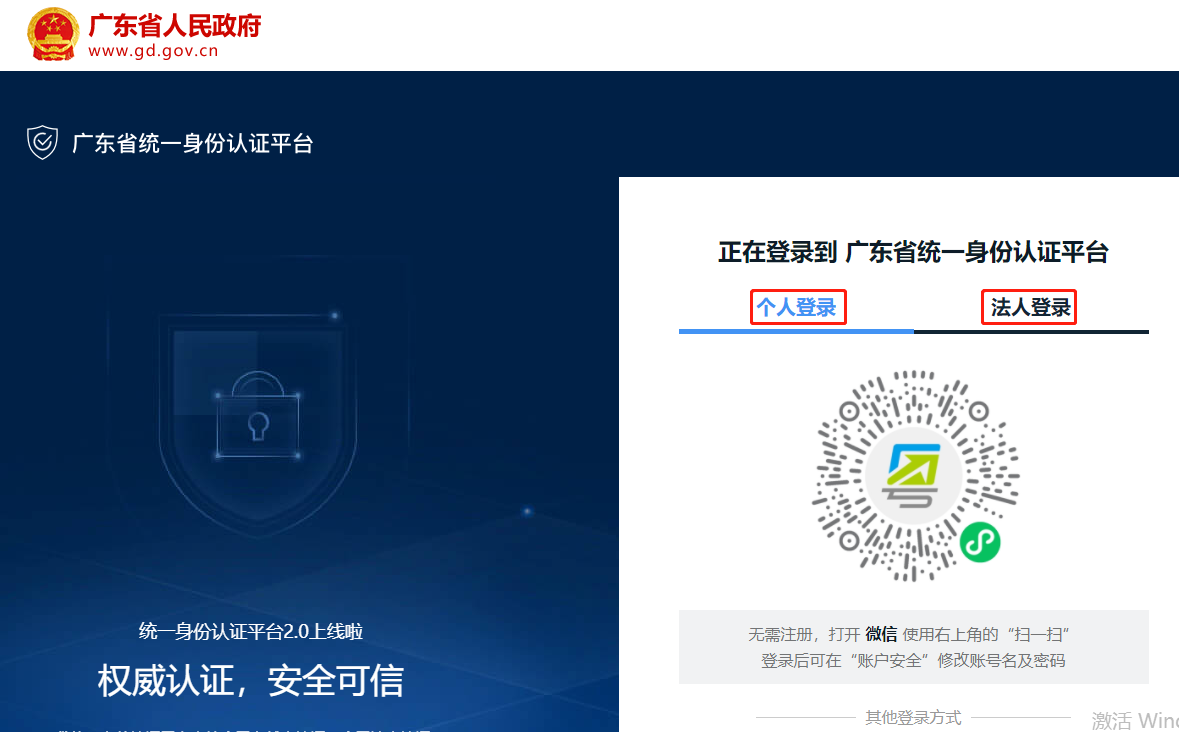 广东省人民政府
www.gd.gov.cn
广东省统一身份认证平台
正在登录到 广东省统一身份认证平台
个人登录 法人登录
无需注册，打开 微信 使用右上角的“扫一扫”
登录后可在“账户安全”修改账号名及密码
统一身份认证平台2.0上线啦
权威认证，安全可信
其他登录方式
激活 Wind